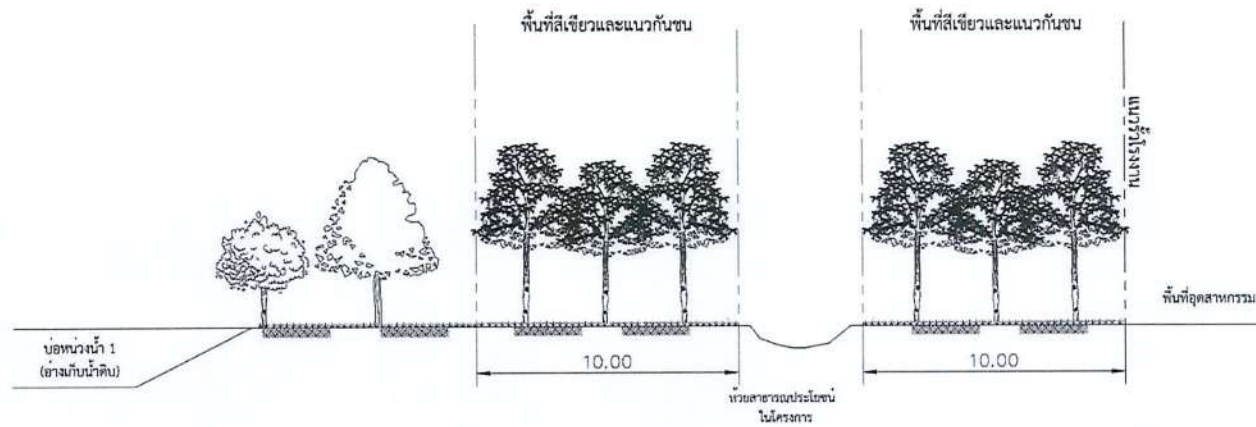 พื้นที่สีเขียวและแนวกันชน
พื้นที่สีเขียวและแนวกันชน
แนวรั้วโรงงาน
พื้นที่อุตสาหกรรม
บ่อหน่วงน้ำ 1
(อ่างเก็บน้ำดิบ)
10.00
10.00
ห้วยสาธารณประโยชน์
ในโครงการ